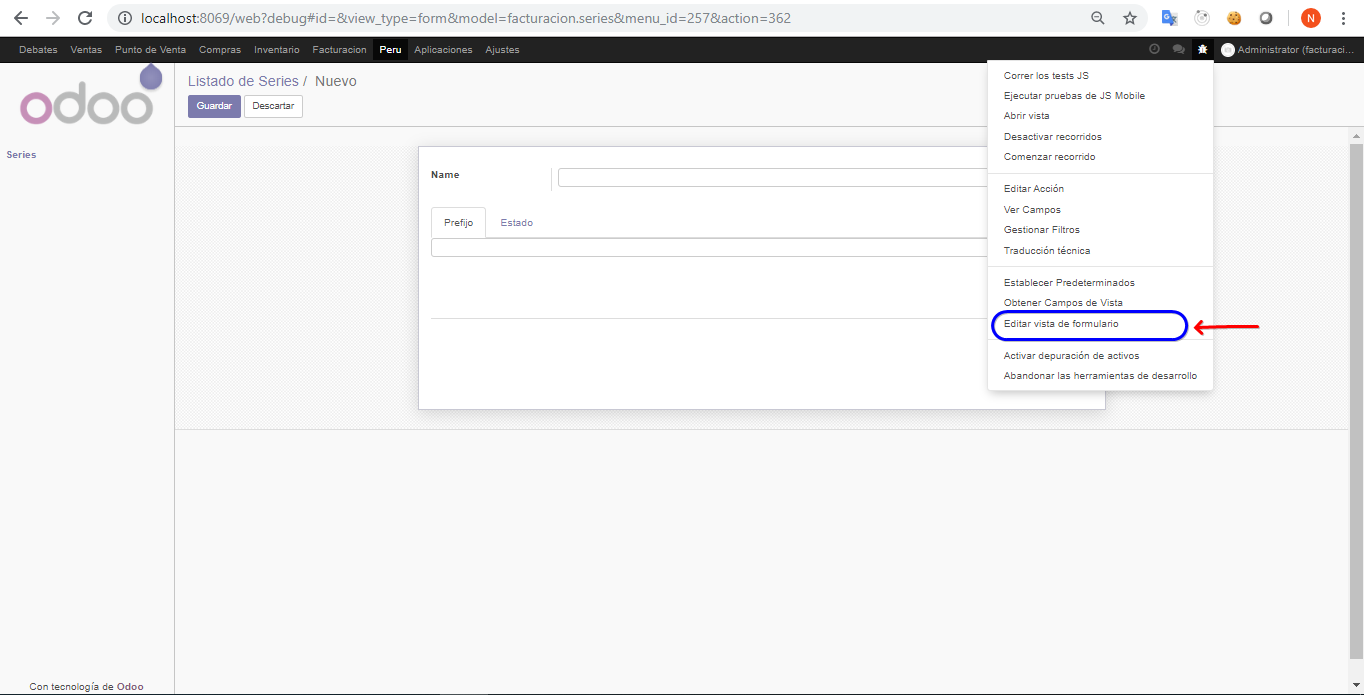 localhost:8069/web?debug#id=&view_type=form&model=facturacion.series&menu_id=257&action=362
N
Debates Ventas Punto de Venta Compras Inventario Facturacion Peru Aplicaciones Ajustes Administrator (facturaci...
odoo
Listado de Series / Nuevo
Guardar Descartar
Series
Name
Prefijo Estado
Correr los tests JS
Ejecutar pruebas de JS Mobile
Abrir vista
Desactivar recorridos
Comenzar recorrido
Editar Acción
Ver Campos
Gestionar Filtros
Traducción técnica
Establecer Predeterminados
Obtener Campos de Vista
Editar vista de formulario
Activar depuración de activos
Abandonar las herramientas de desarrollo
Con tecnología de Odoo